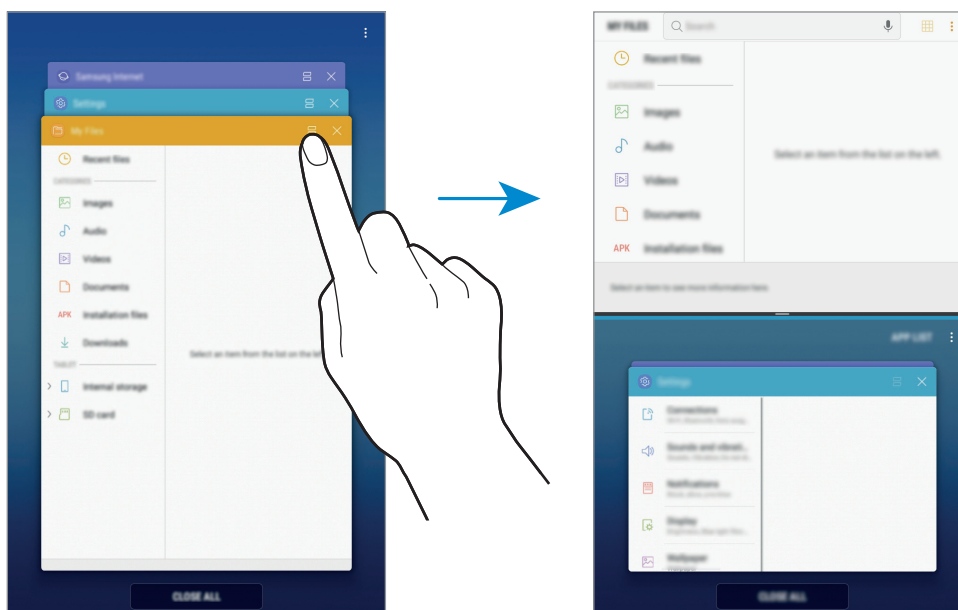 Samsung Internet
Settings
My Files
Recent files
CATEGORIES
Images
Audio
Videos
Documents
APK Installation files
Downloads
TABLET
Internal storage
SD card
Select an item from the list on the left.
CLOSE ALL
MY FILES
Search
Recent files
CATEGORIES
Images
Audio
Videos
Documents
APK Installation files
Select an item from the list on the left.
Select an item to see more information here.
APP LIST
Settings
Connections
Sounds and vibrat...
Notifications
Display
Wallpaper
CLOSE ALL